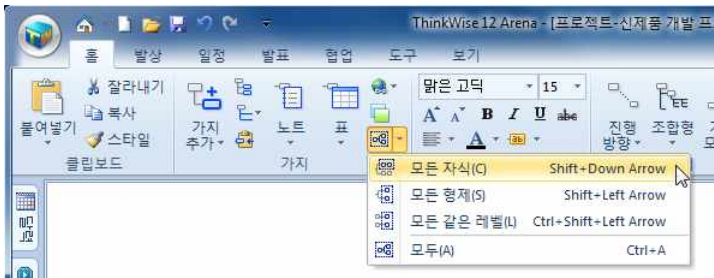 ThinkWise 12 Arena - [프로젝트-신제품 개발 프
홈 발상 일정 발표 협업 도구 보기
붙여넣기
잘라내기
복사
스타일
클립보드
가지 추가
노트
표
가지
맑은 고딕 15
A A B I U abc
A ab
진행 방향
조합형
모든 자식(C) Shift+Down Arrow
모든 형제(S) Shift+Left Arrow
모든 같은 레벨(L) Ctrl+Shift+Left Arrow
모두(A) Ctrl+A